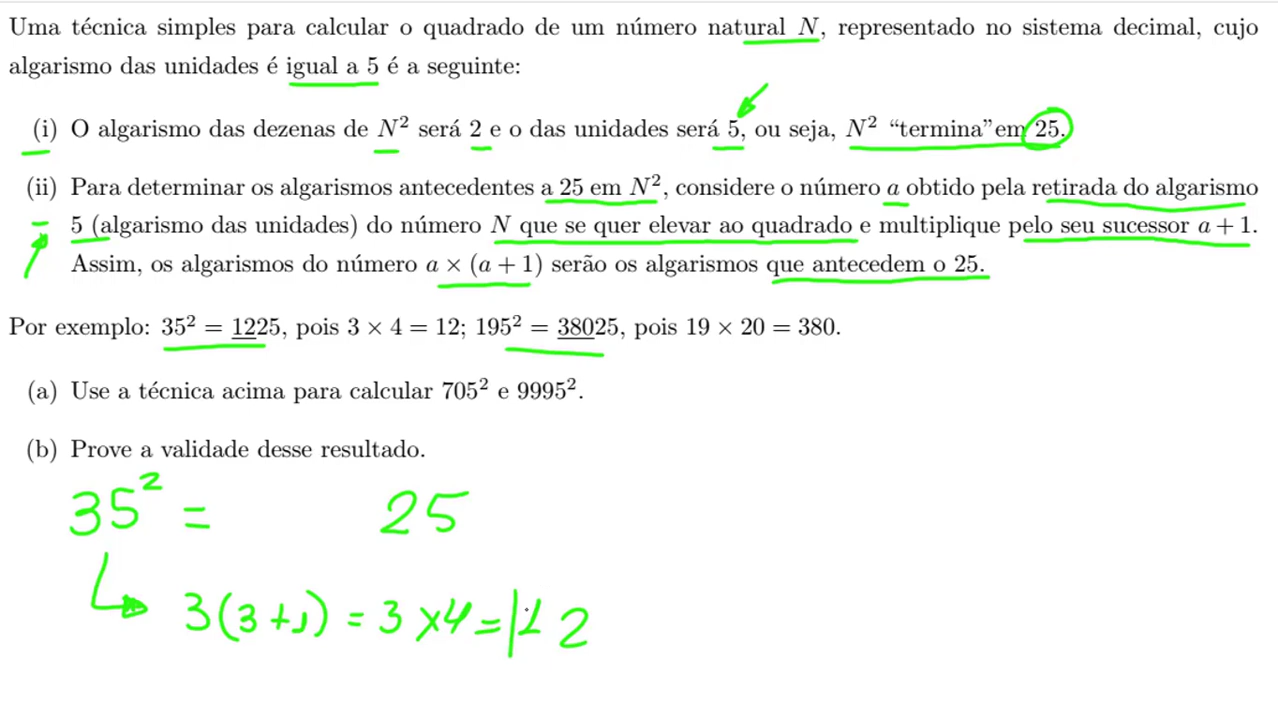 Uma técnica simples para calcular o quadrado de um número natural N, representado no sistema decimal, cujo
algarismo das unidades é igual a 5 é a seguinte:
(i) O algarismo das dezenas de N² será 2 e o das unidades será 5, ou seja, N² “termina”em 25.
(ii) Para determinar os algarismos antecedentes a 25 em N², considere o número a obtido pela retirada do algarismo
5 (algarismo das unidades) do número N que se quer elevar ao quadrado e multiplique pelo seu sucessor a + 1.
Assim, os algarismos do número a × (a + 1) serão os algarismos que antecedem o 25.
Por exemplo: 35² = 1225, pois 3 × 4 = 12; 195² = 38025, pois 19 × 20 = 380.
(a) Use a técnica acima para calcular 705² e 9995².
(b) Prove a validade desse resultado.
35² = 25
3(3+1) = 3 × 4 = 12